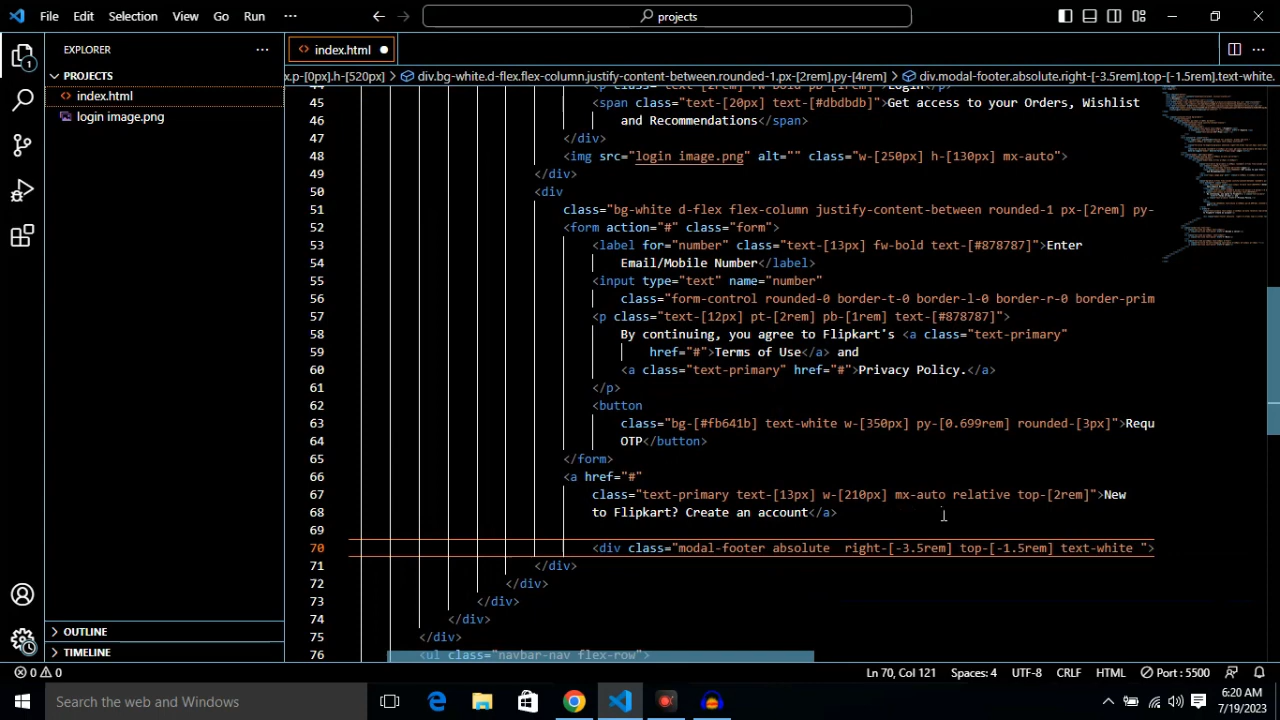 File Edit Selection View Go Run ··· projects
EXPLORER ··· index.html
PROJECTS
index.html
login image.png
OUTLINE
TIMELINE
x.p-[0px].h-[520px] > div.bg-white.d-flex.flex-column.justify-content-between.rounded-1.px-[2rem].py-[4rem] > div.modal-footer.absolute.right-[-3.5rem].top-[-1.5rem].text-white.
44 <p class="text-[2rem] fw-bold pb-[1rem]">Login</p>
45 <span class="text-[20px] text-[#dbdbdb]">Get access to your Orders, Wishlist
46 and Recommendations</span>
47 </div>
48 <img src="login image.png" alt="" class="w-[250px] h-[130px] mx-auto">
49 </div>
50 <div
51 class="bg-white d-flex flex-column justify-content-between rounded-1 px-[2rem] py-
52 <form action="#" class="form">
53 <label for="number" class="text-[13px] fw-bold text-[#878787]">Enter
54 Email/Mobile Number</label>
55 <input type="text" name="number"
56 class="form-control rounded-0 border-t-0 border-l-0 border-r-0 border-prim
57 <p class="text-[12px] pt-[2rem] pb-[1rem] text-[#878787]">
58 By continuing, you agree to Flipkart's <a class="text-primary"
59 href="#">Terms of Use</a> and
60 <a class="text-primary" href="#">Privacy Policy.</a>
61 </p>
62 <button
63 class="bg-[#fb641b] text-white w-[350px] py-[0.699rem] rounded-[3px]">Requ
64 OTP</button>
65 </form>
66 <a href="#"
67 class="text-primary text-[13px] w-[210px] mx-auto relative top-[2rem]">New
68 to Flipkart? Create an account</a>
69
70 <div class="modal-footer absolute  right-[-3.5rem] top-[-1.5rem] text-white ">
71 </div>
72 </div>
73 </div>
74 </div>
75 </div>
76 <ul class="navbar-nav flex-row">
0 0 Ln 70, Col 121 Spaces: 4 UTF-8 CRLF HTML Port : 5500
Search the web and Windows
6:20 AM
7/19/2023